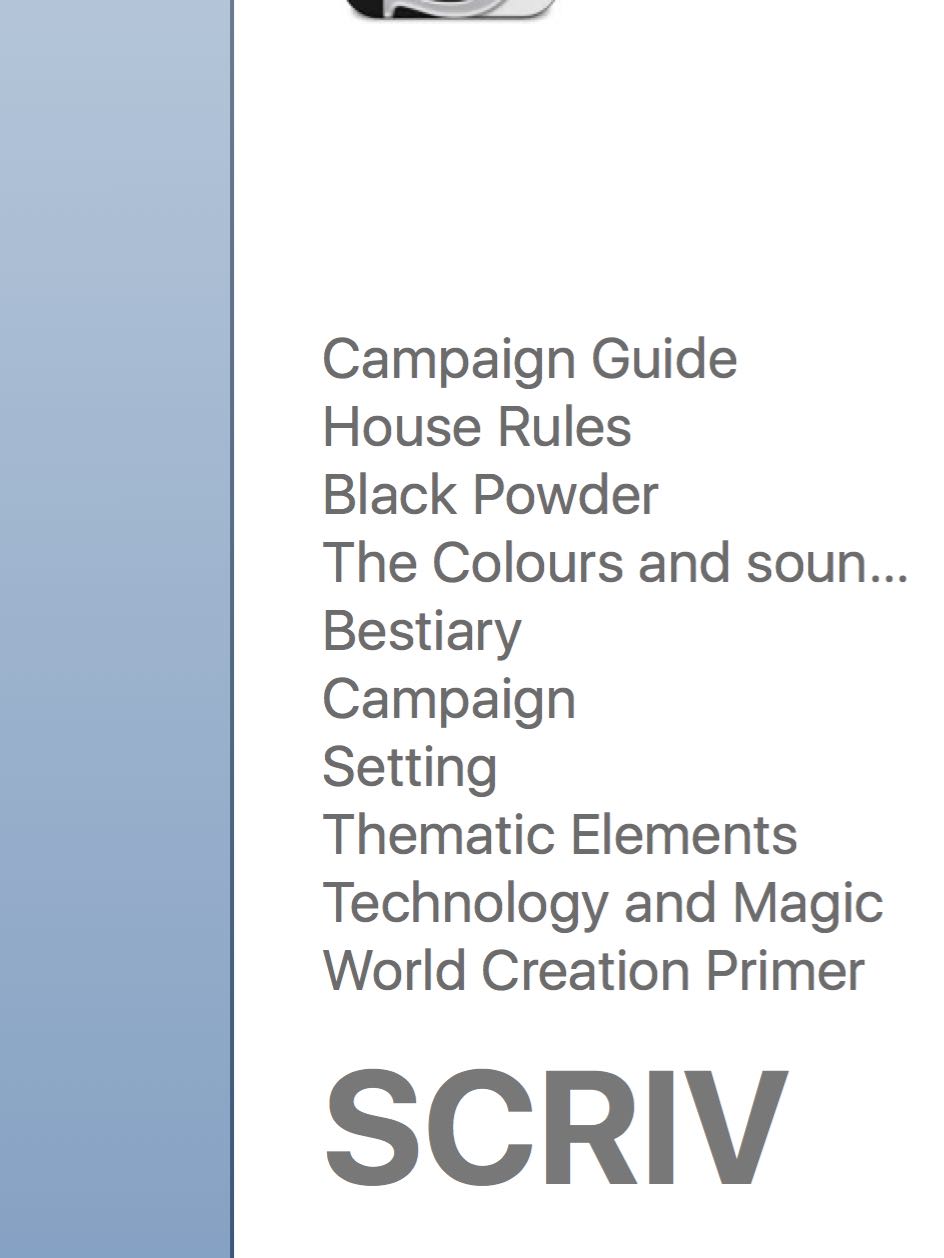 Campaign Guide
House Rules
Black Powder
The Colours and soun...
Bestiary
Campaign
Setting
Thematic Elements
Technology and Magic
World Creation Primer
SCRIV